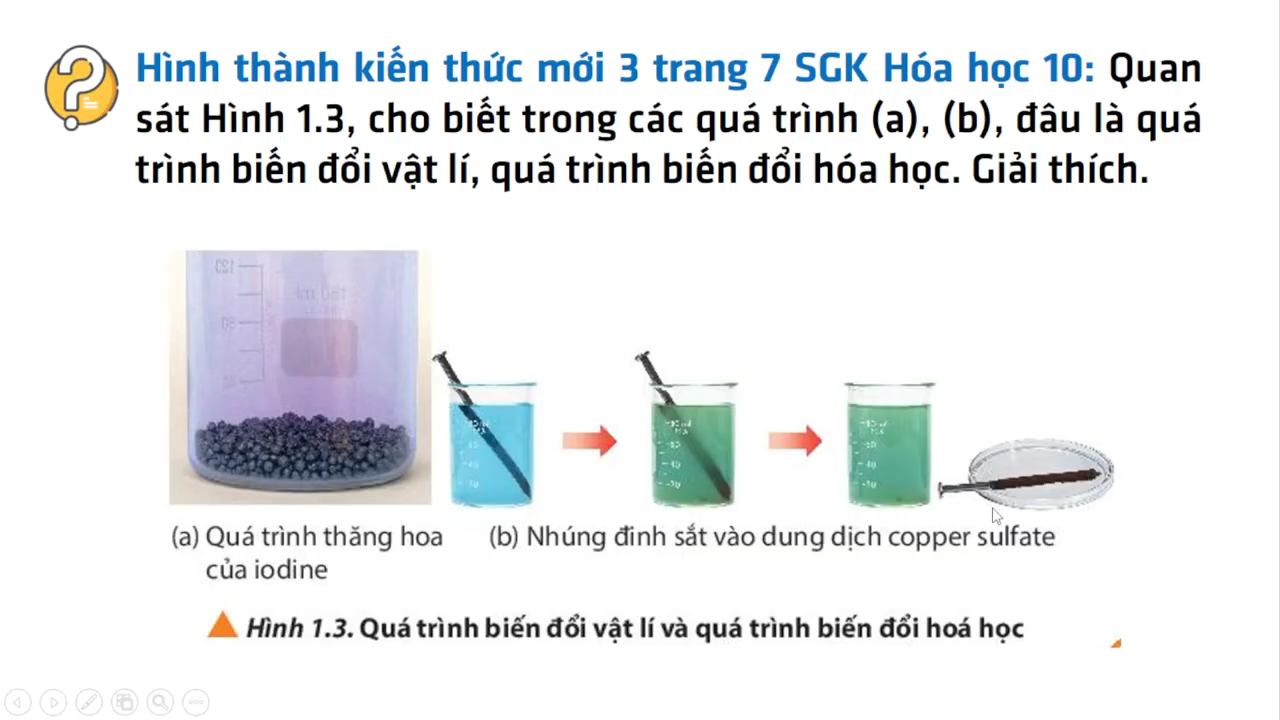 Hình thành kiến thức mới 3 trang 7 SGK Hóa học 10: Quan
sát Hình 1.3, cho biết trong các quá trình (a), (b), đâu là quá
trình biến đổi vật lí, quá trình biến đổi hóa học. Giải thích.
(a) Quá trình thăng hoa
của iodine
(b) Nhúng đinh sắt vào dung dịch copper sulfate
Hình 1.3. Quá trình biến đổi vật lí và quá trình biến đổi hoá học